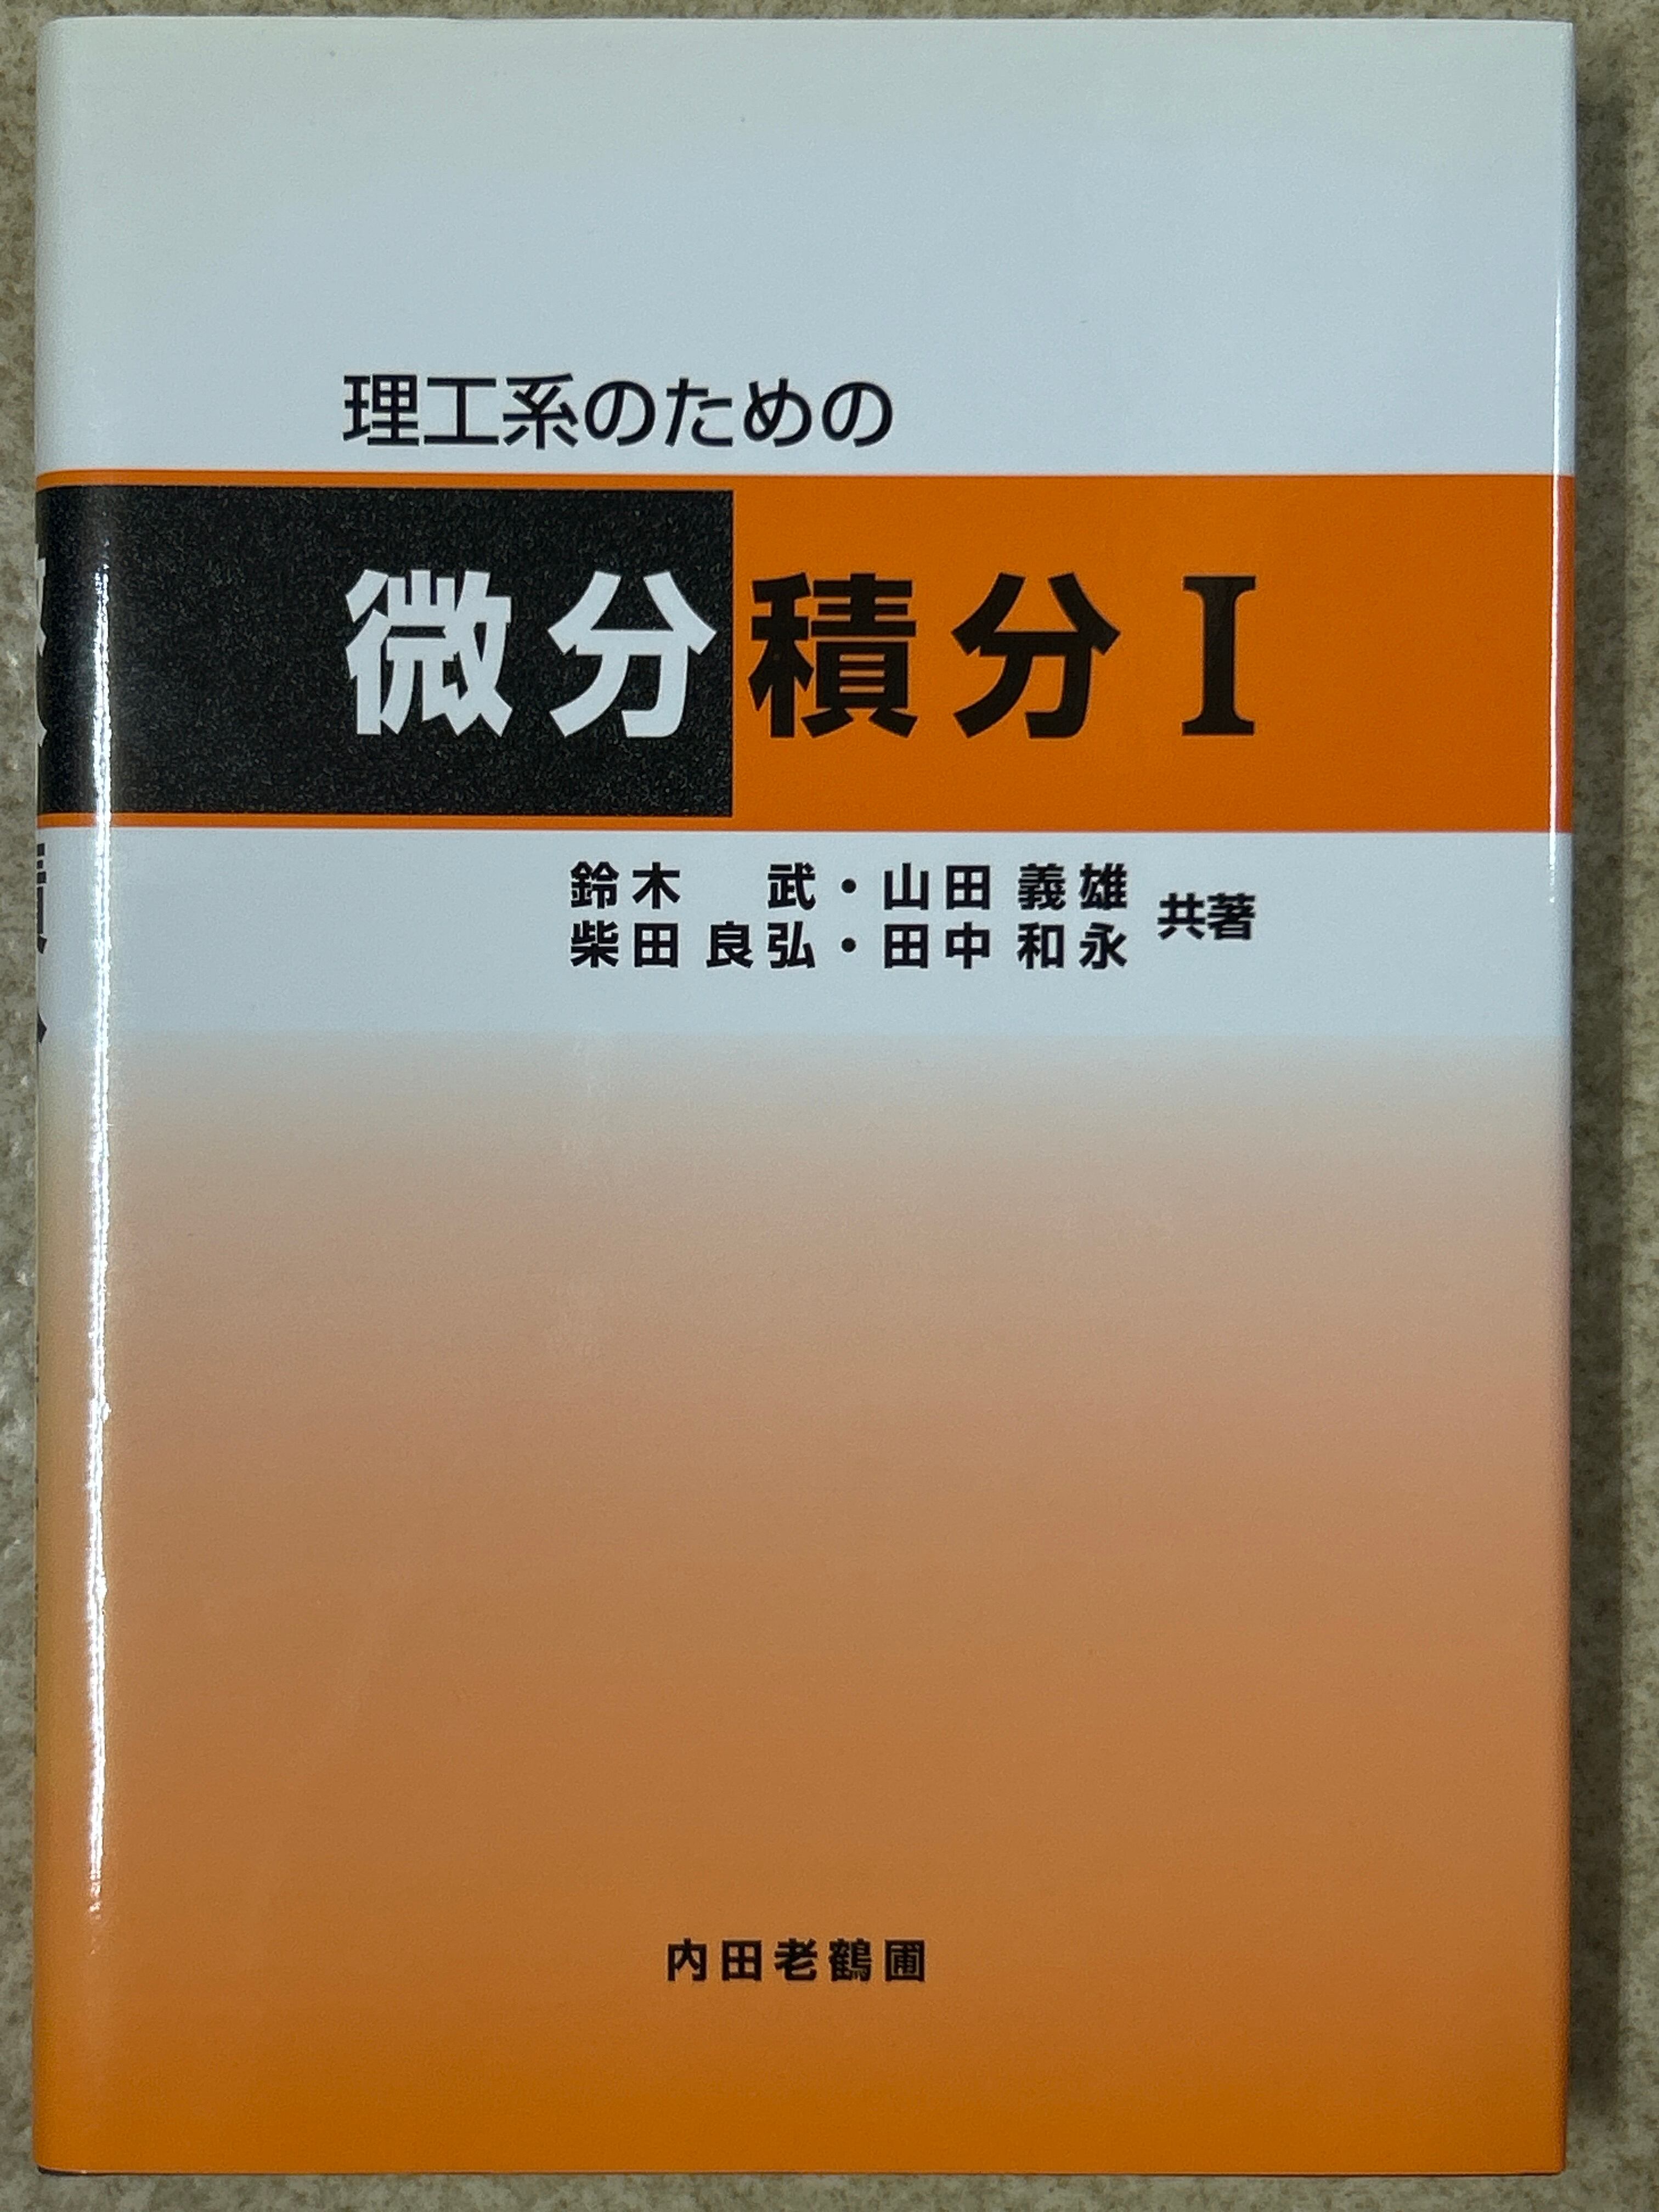 理工系のための
微分積分 I
鈴木 武・山田 義雄
柴田 良弘・田中 和永 共著
内田老鶴圃